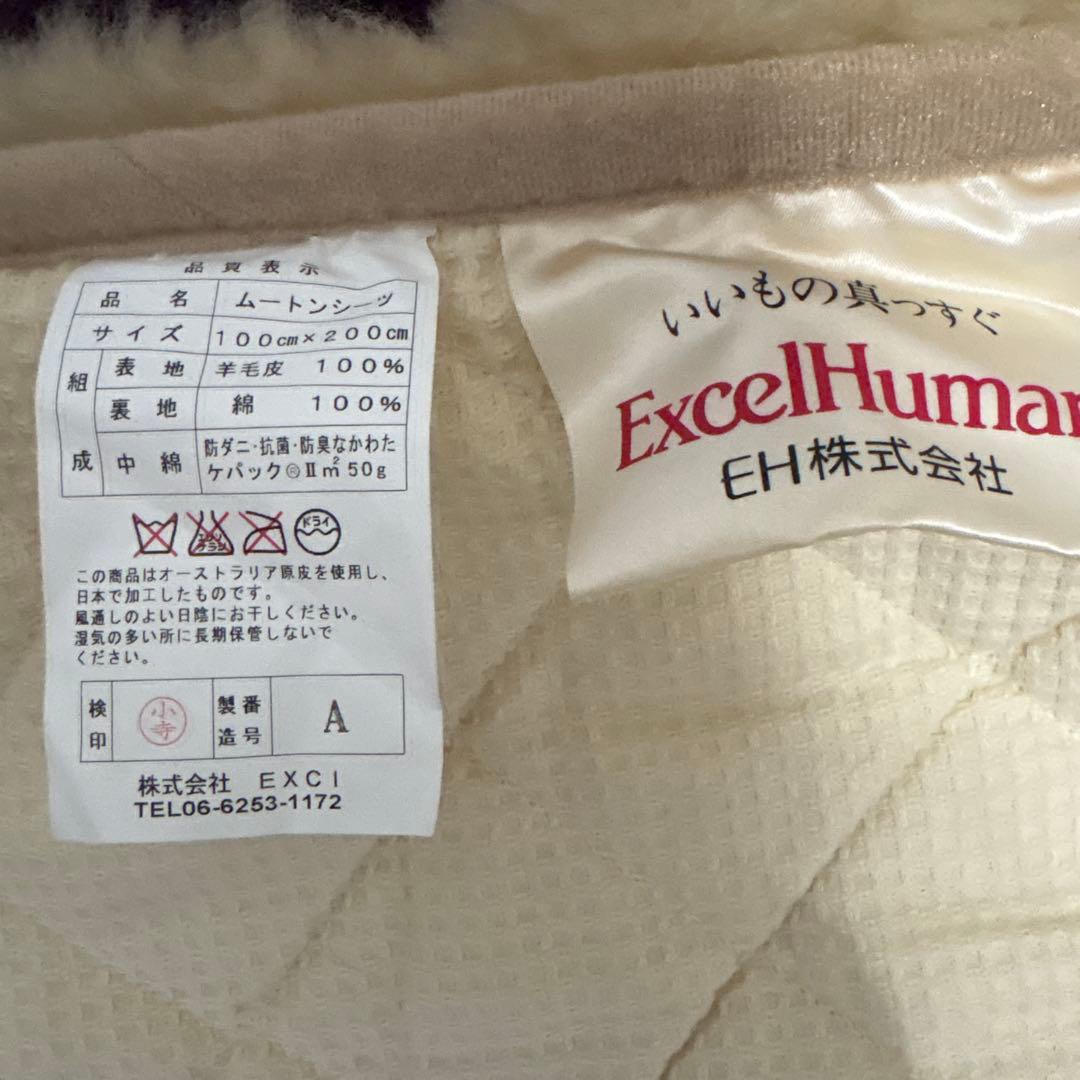 品質表示
品名 ムートンシーツ
サイズ 100cm×200cm
組成
表地 羊毛皮 100%
裏地 綿 100%
中綿 防ダニ・抗菌・防臭なかわた
ケパック®Ⅱ㎡50g
エンソ
サラシ
ドライ
この商品はオーストラリア原皮を使用し、
日本で加工したものです。
風通しのよい日陰にお干しください。
湿気の多い所に長期保管しないで
ください。
検印 小寺 製造番号 A
株式会社 EXCI
TEL06-6253-1172
いいもの真っすぐ
ExcelHuman
EH株式会社